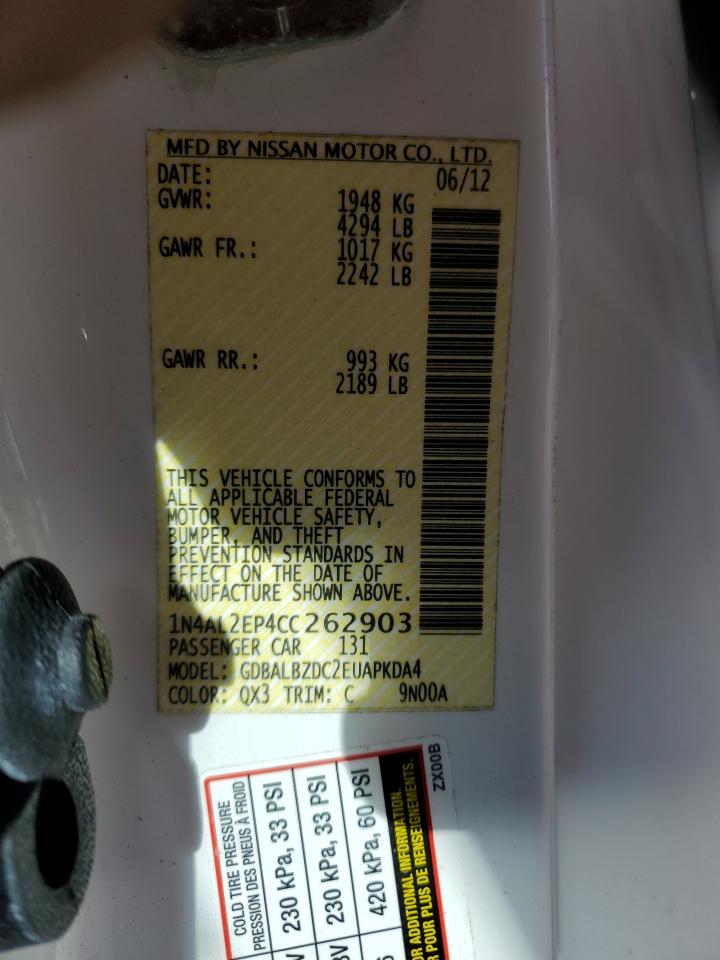 MFD BY NISSAN MOTOR CO., LTD.
DATE: 06/12
GVWR: 1948 KG
4294 LB
GAWR FR.: 1017 KG
2242 LB
GAWR RR.: 993 KG
2189 LB
THIS VEHICLE CONFORMS TO
ALL APPLICABLE FEDERAL
MOTOR VEHICLE SAFETY,
BUMPER, AND THEFT
PREVENTION STANDARDS IN
EFFECT ON THE DATE OF
MANUFACTURE SHOWN ABOVE.
1N4AL2EP4CC262903
PASSENGER CAR 131
MODEL: GDBALBZDC2EUAPKDA4
COLOR: QX3 TRIM: C 9N00A
COLD TIRE PRESSURE
PRESSION DES PNEUS À FROID
230 kPa, 33 PSI
230 kPa, 33 PSI
420 kPa, 60 PSI
ADDITIONAL INFORMATION.
POUR PLUS DE RENSEIGNEMENTS.
ZX00B